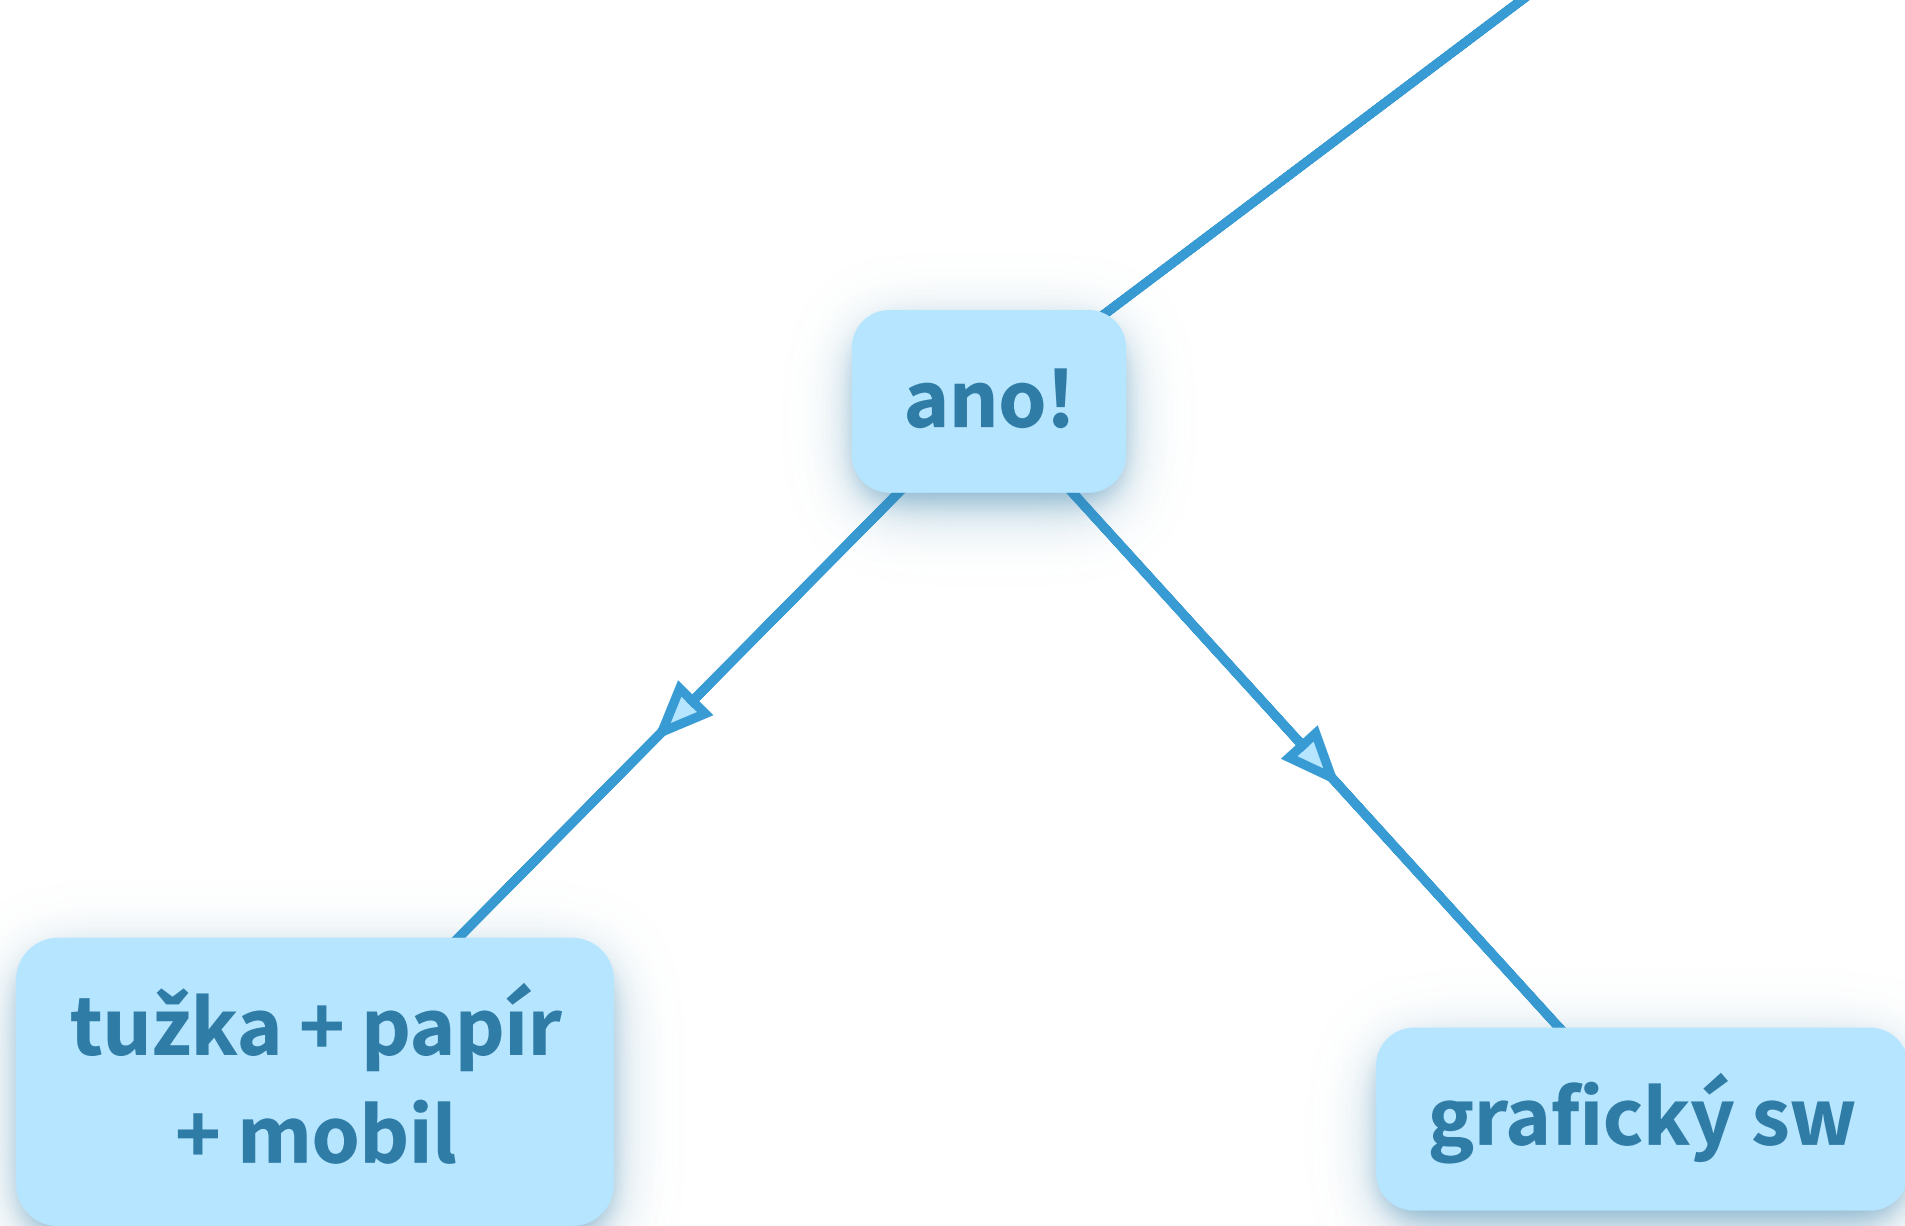 ano!
tužka + papír
+ mobil
grafický sw